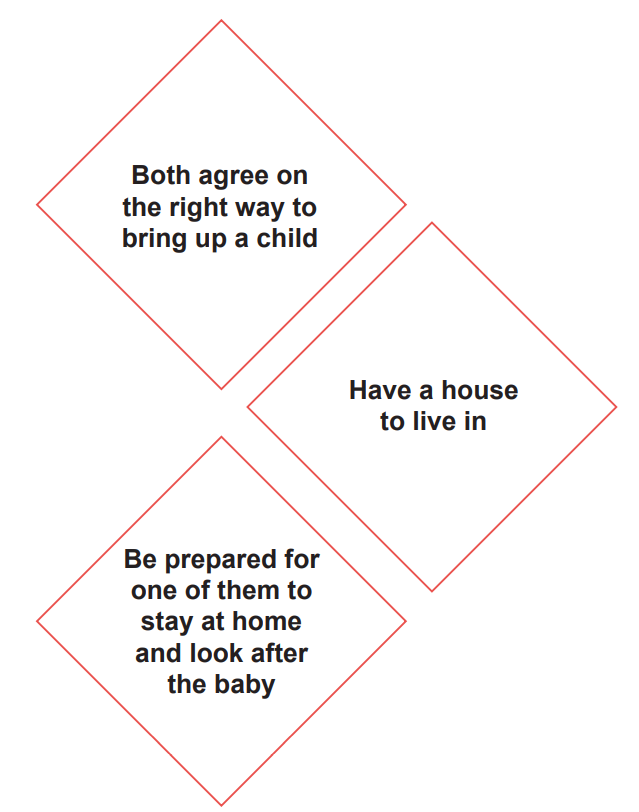 Both agree on
the right way to
bring up a child
Have a house
to live in
Be prepared for
one of them to
stay at home
and look after
the baby